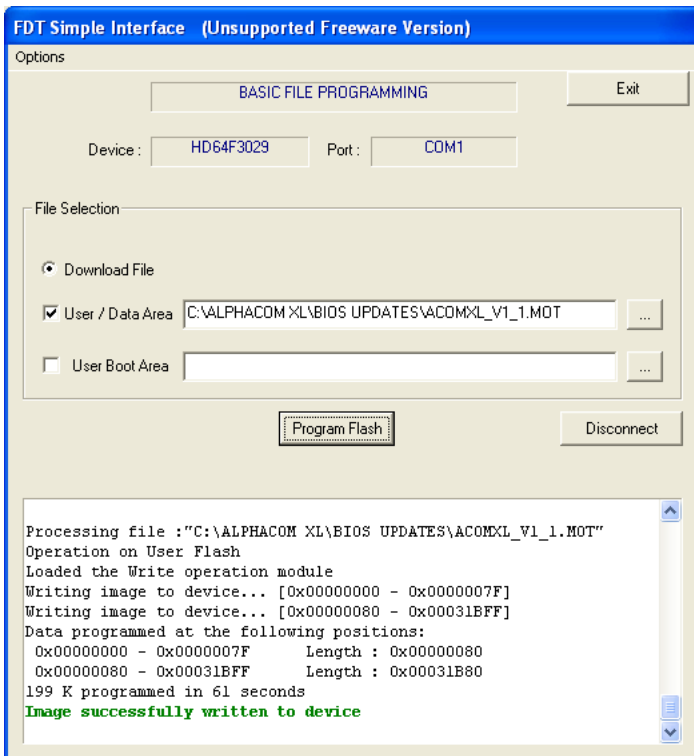 FDT Simple Interface (Unsupported Freeware Version)
Options
BASIC FILE PROGRAMMING
Exit
Device : HD64F3029 Port : COM1
File Selection
Download File
User / Data Area C:\ALPHACOM XL\BIOS UPDATES\ACOMXL_V1_1.MOT ...
User Boot Area ...
Program Flash Disconnect
Processing file :"C:\ALPHACOM XL\BIOS UPDATES\ACOMXL_V1_1.MOT"
Operation on User Flash
Loaded the Write operation module
Writing image to device... [0x00000000 - 0x0000007F]
Writing image to device... [0x00000080 - 0x00031BFF]
Data programmed at the following positions:
0x00000000 - 0x0000007F Length : 0x00000080
0x00000080 - 0x00031BFF Length : 0x00031B80
199 K programmed in 61 seconds
Image successfully written to device